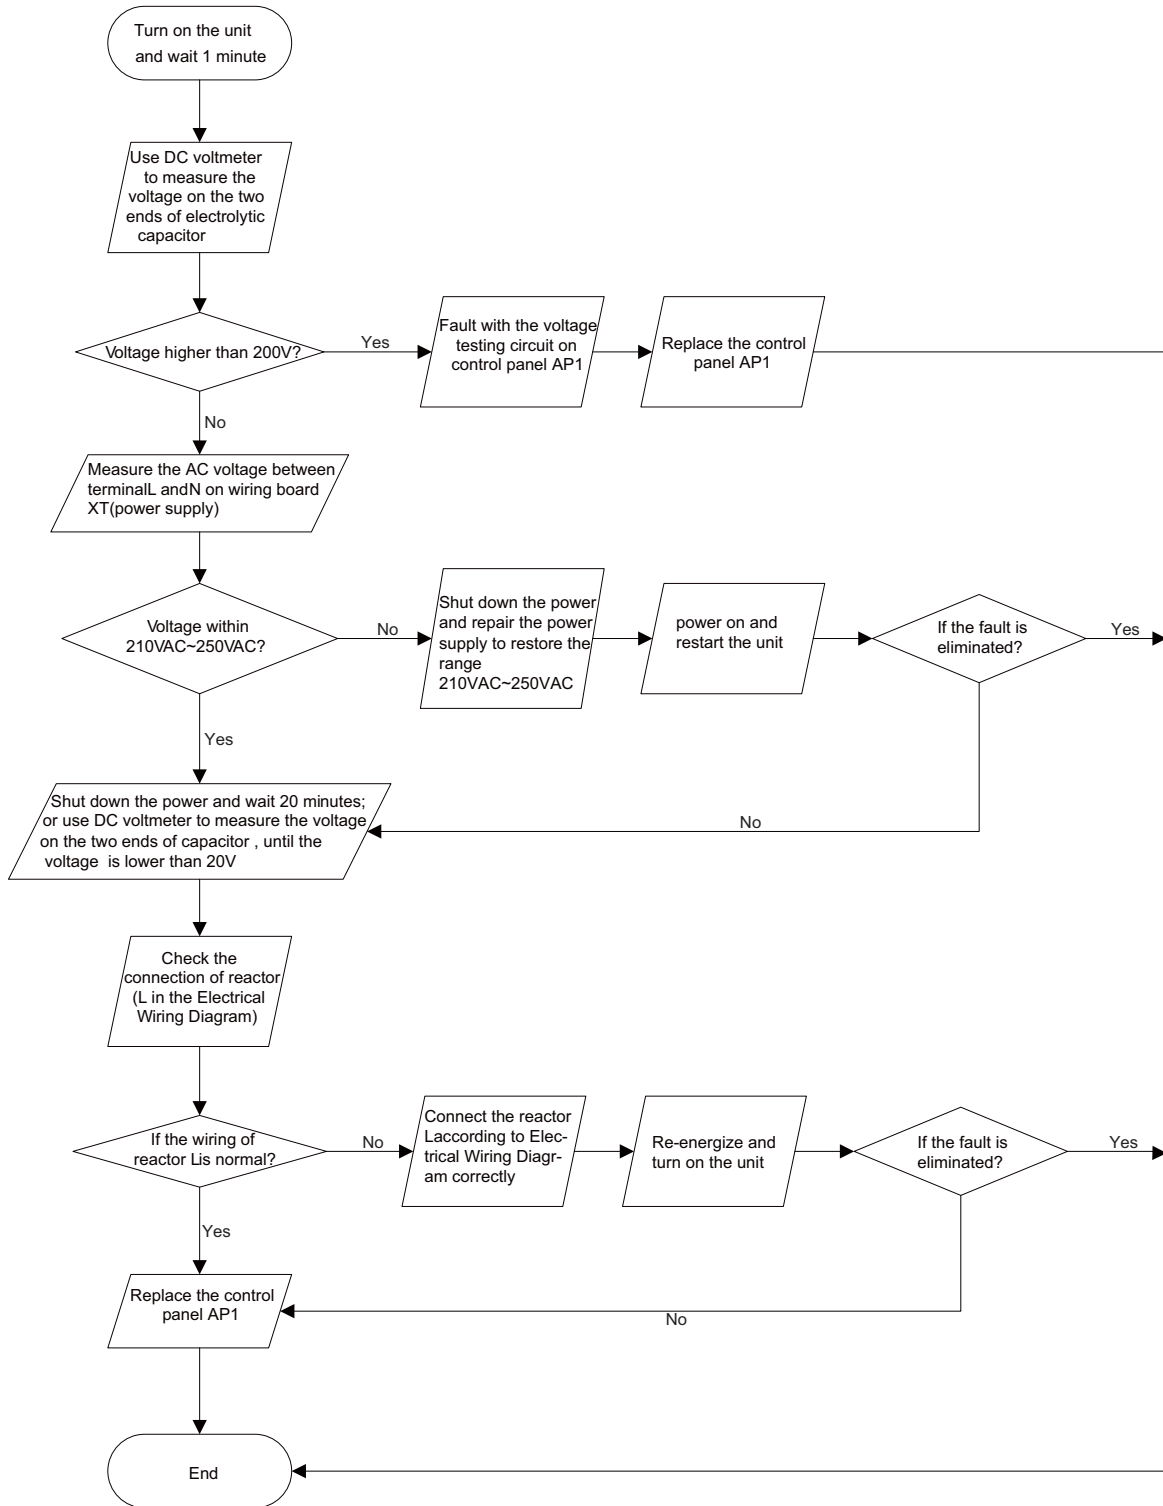 Turn on the unit
and wait 1 minute
Use DC voltmeter
to measure the
voltage on the two
ends of electrolytic
capacitor
Voltage higher than 200V?
Yes
Fault with the voltage
testing circuit on
control panel AP1
Replace the control
panel AP1
No
Measure the AC voltage between
terminalL andN on wiring board
XT(power supply)
Voltage within
210VAC~250VAC?
No
Shut down the power
and repair the power
supply to restore the
range
210VAC~250VAC
power on and
restart the unit
If the fault is
eliminated?
Yes
Yes
No
Shut down the power and wait 20 minutes;
or use DC voltmeter to measure the voltage
on the two ends of capacitor , until the
voltage is lower than 20V
Check the
connection of reactor
(L in the Electrical
Wiring Diagram)
If the wiring of
reactor Lis normal?
No
Connect the reactor
Laccording to Elec-
trical Wiring Diagr-
am correctly
Re-energize and
turn on the unit
If the fault is
eliminated?
Yes
Yes
No
Replace the control
panel AP1
End